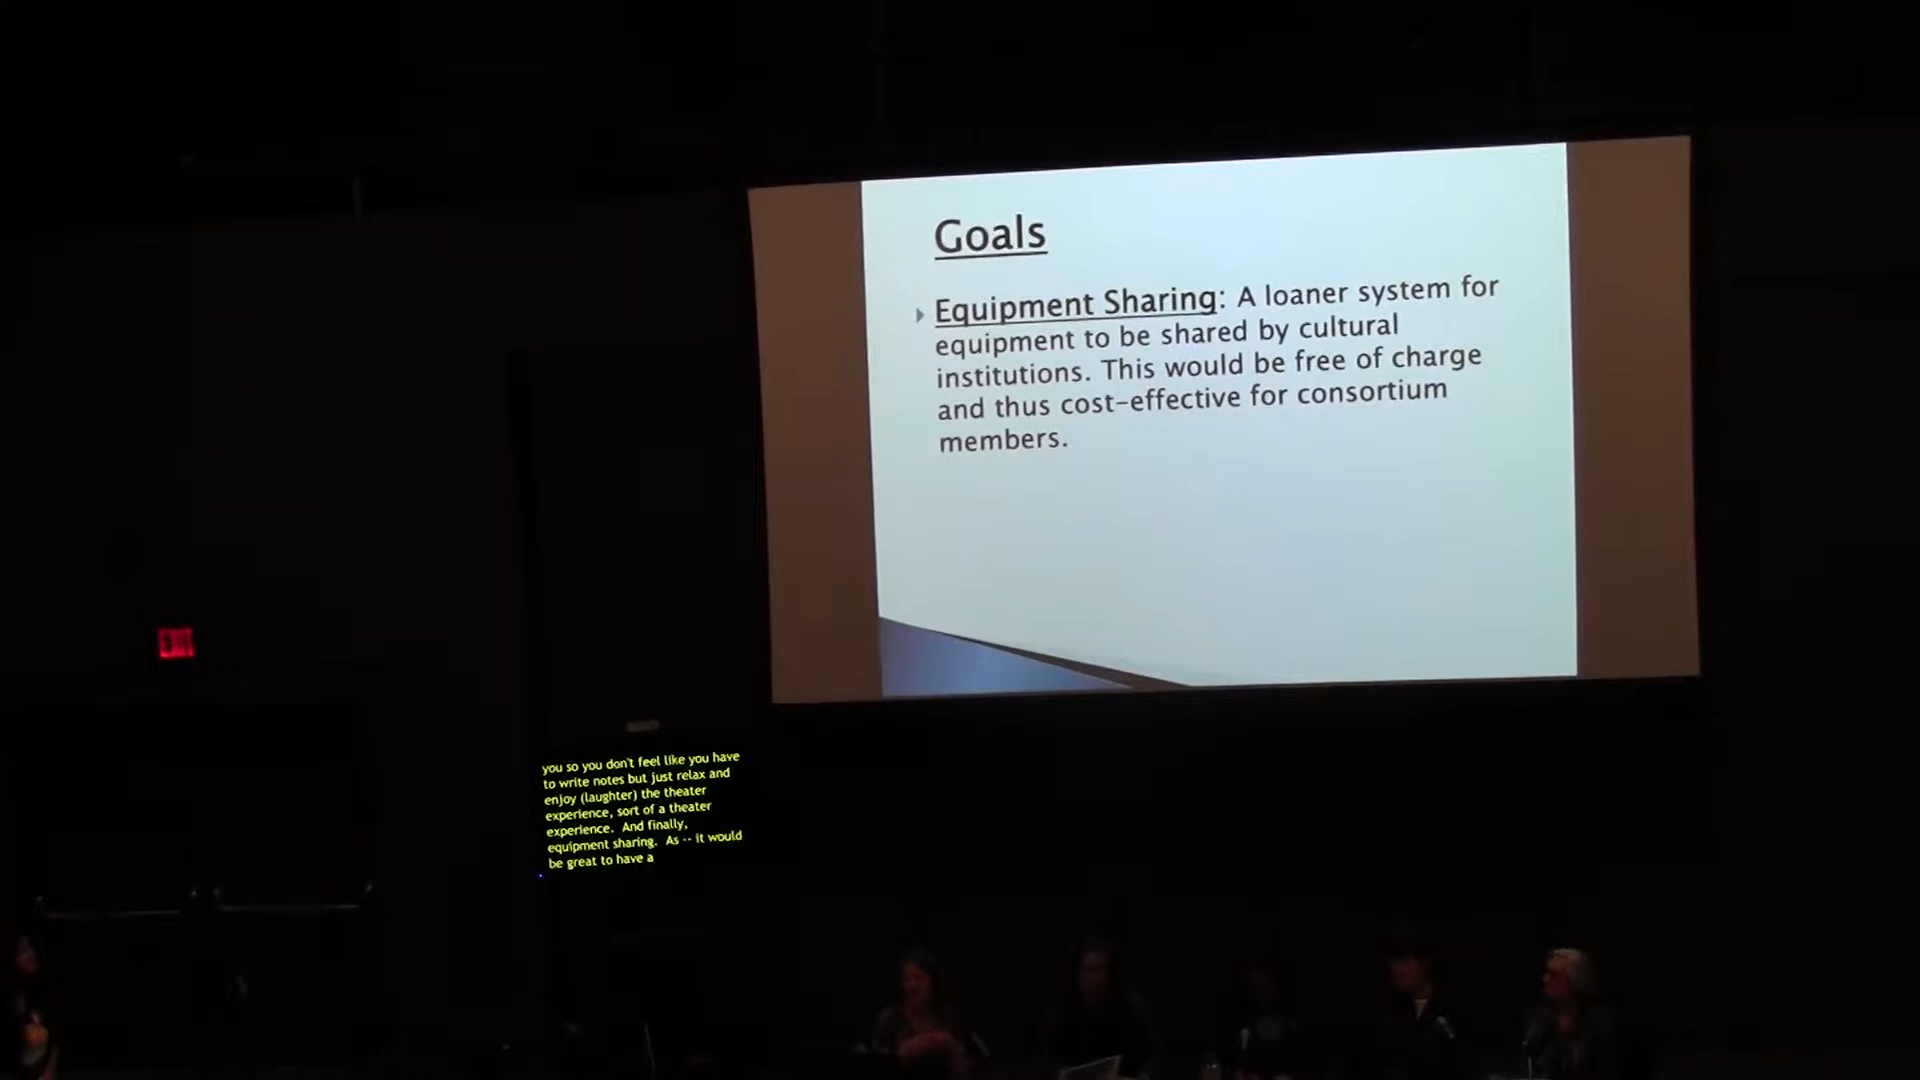 Goals
Equipment Sharing: A loaner system for
equipment to be shared by cultural
institutions. This would be free of charge
and thus cost-effective for consortium
members.
EXIT
you so you don't feel like you have
to write notes but just relax and
enjoy (laughter) the theater
experience, sort of a theater
experience.  And finally,
equipment sharing.  As -- it would
be great to have a